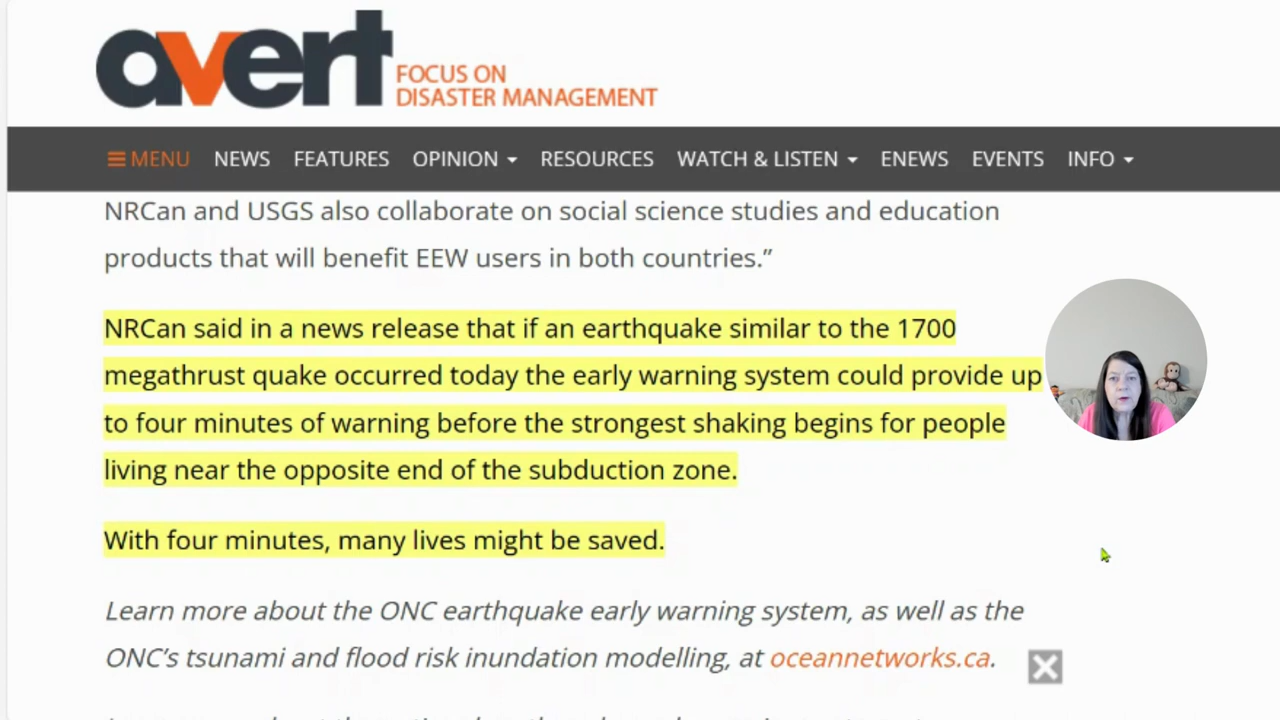 avert
FOCUS ON
DISASTER MANAGEMENT
MENU NEWS FEATURES OPINION RESOURCES WATCH & LISTEN ENEWS EVENTS INFO
NRCan and USGS also collaborate on social science studies and education
products that will benefit EEW users in both countries.”
NRCan said in a news release that if an earthquake similar to the 1700
megathrust quake occurred today the early warning system could provide up
to four minutes of warning before the strongest shaking begins for people
living near the opposite end of the subduction zone.
With four minutes, many lives might be saved.
Learn more about the ONC earthquake early warning system, as well as the
ONC’s tsunami and flood risk inundation modelling, at oceannetworks.ca.